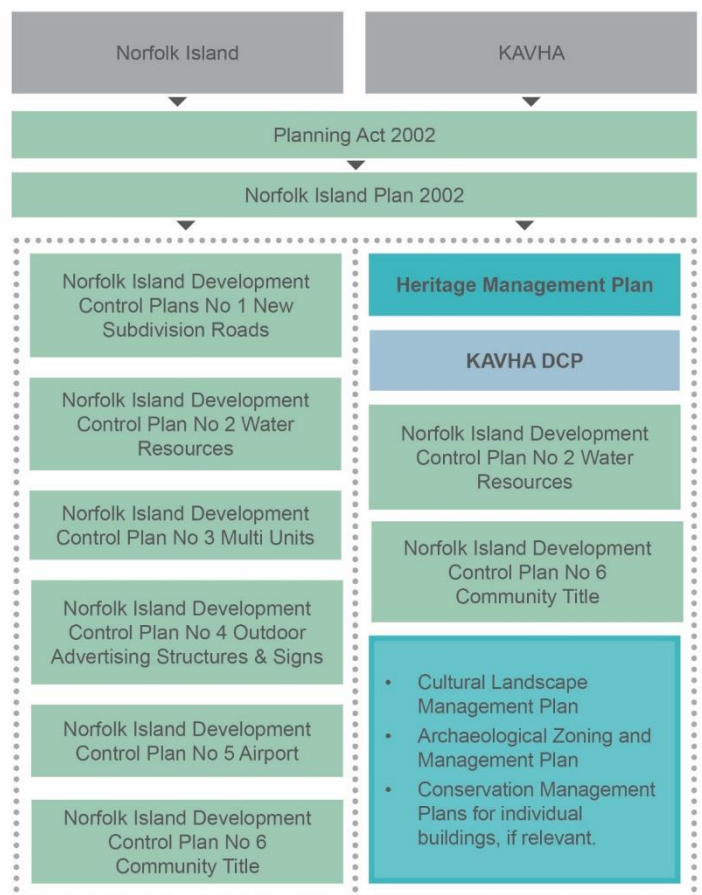 Norfolk Island
KAVHA
Planning Act 2002
Norfolk Island Plan 2002
Norfolk Island Development
Control Plans No 1 New
Subdivision Roads
Norfolk Island Development
Control Plan No 2 Water
Resources
Norfolk Island Development
Control Plan No 3 Multi Units
Norfolk Island Development
Control Plan No 4 Outdoor
Advertising Structures & Signs
Norfolk Island Development
Control Plan No 5 Airport
Norfolk Island Development
Control Plan No 6
Community Title
Heritage Management Plan
KAVHA DCP
Norfolk Island Development
Control Plan No 2 Water
Resources
Norfolk Island Development
Control Plan No 6
Community Title
• Cultural Landscape
Management Plan
• Archaeological Zoning and
Management Plan
• Conservation Management
Plans for individual
buildings, if relevant.